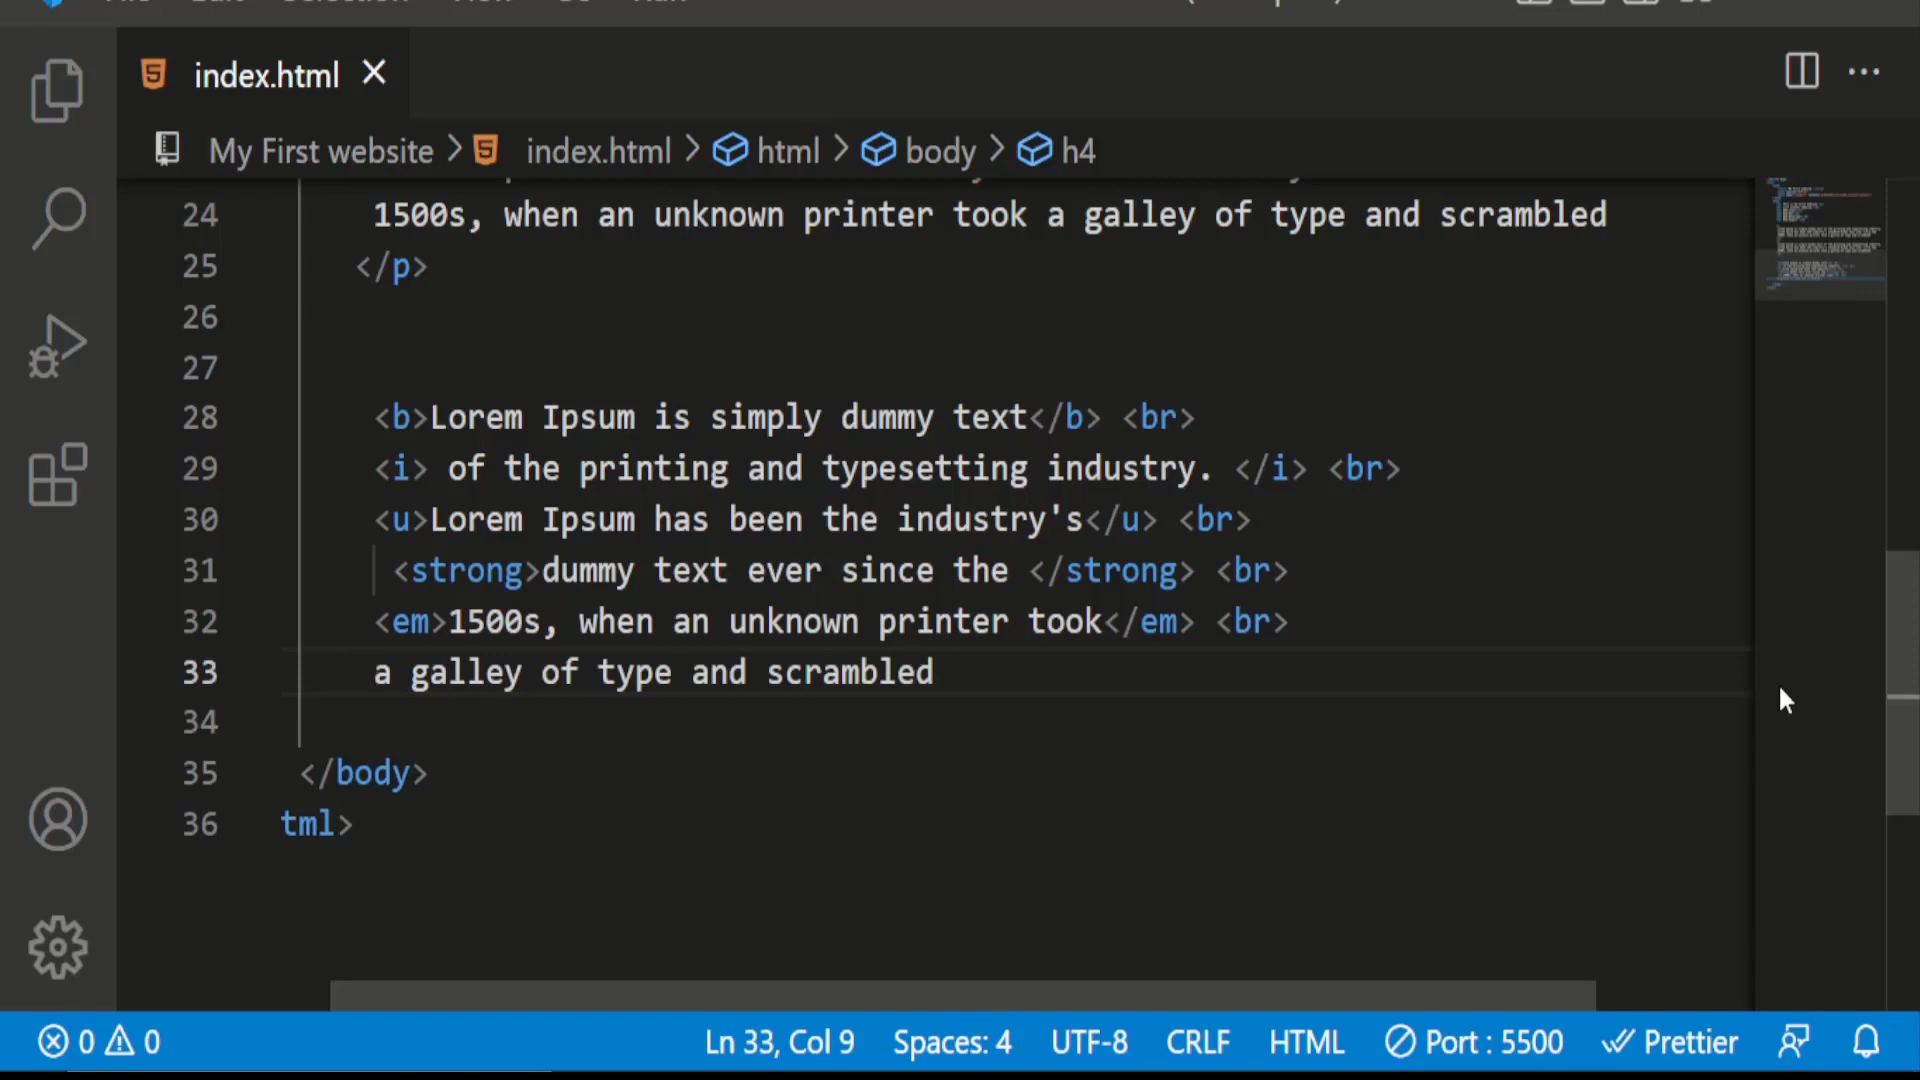 index.html
My First website > index.html > html > body > h4
24 1500s, when an unknown printer took a galley of type and scrambled
25 </p>
26
27
28 <b>Lorem Ipsum is simply dummy text</b> <br>
29 <i> of the printing and typesetting industry. </i> <br>
30 <u>Lorem Ipsum has been the industry's</u> <br>
31 <strong>dummy text ever since the </strong> <br>
32 <em>1500s, when an unknown printer took</em> <br>
33 a galley of type and scrambled
34
35 </body>
36 tml>
0 0 Ln 33, Col 9 Spaces: 4 UTF-8 CRLF HTML Port : 5500 Prettier